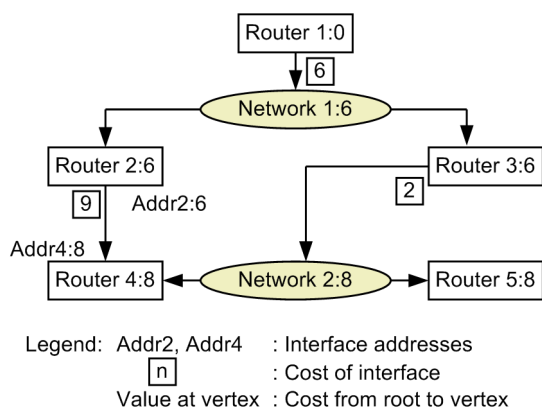 Router 1:0
6
Network 1:6
Router 2:6
Router 3:6
9
Addr2:6
2
Addr4:8
Router 4:8
Network 2:8
Router 5:8
Legend: Addr2, Addr4 : Interface addresses
n : Cost of interface
Value at vertex : Cost from root to vertex